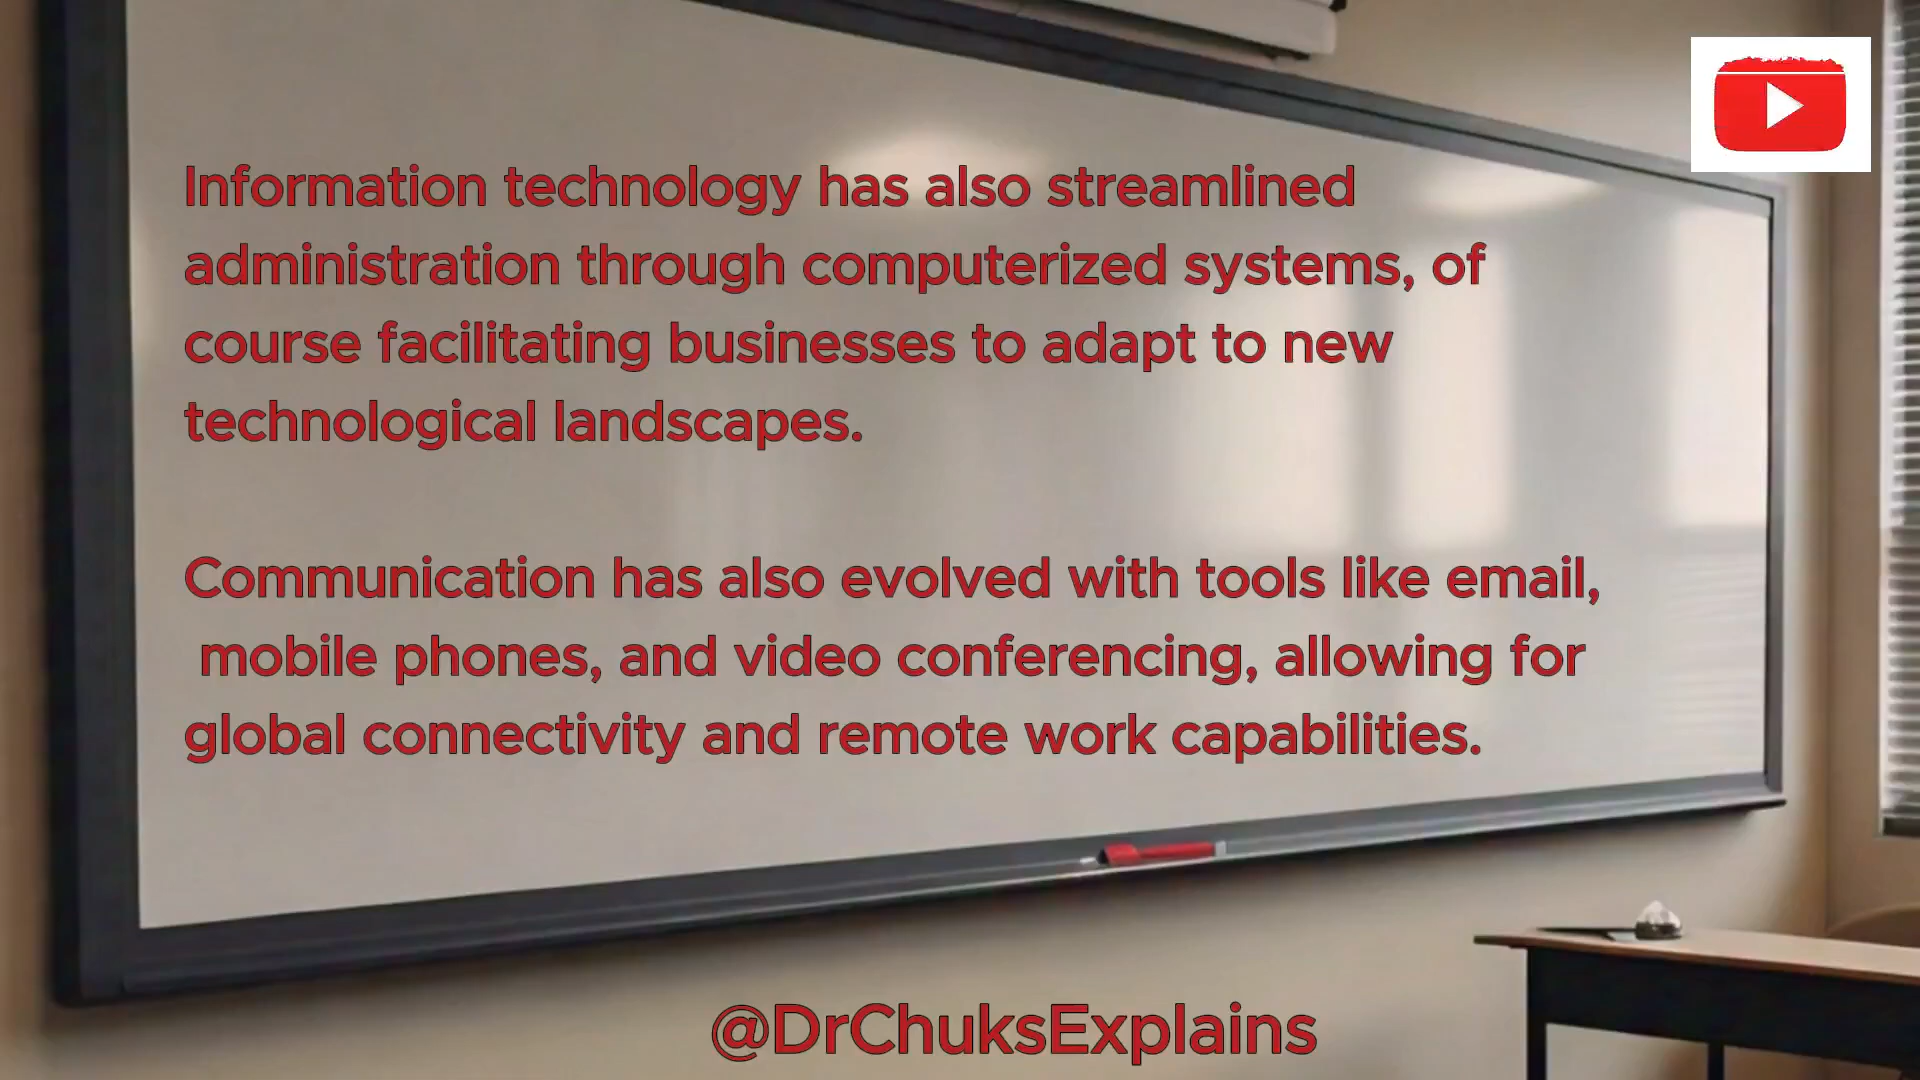 Information technology has also streamlined
administration through computerized systems, of
course facilitating businesses to adapt to new
technological landscapes.
Communication has also evolved with tools like email,
mobile phones, and video conferencing, allowing for
global connectivity and remote work capabilities.
@DrChuksExplains